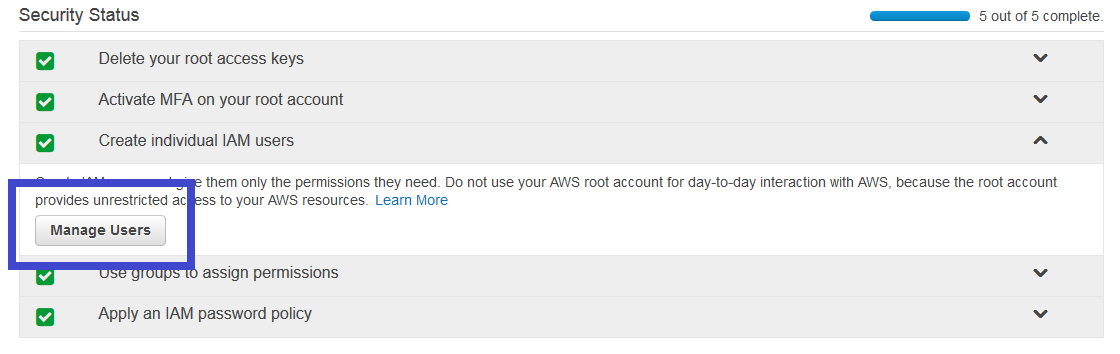 Security Status
5 out of 5 complete.
Delete your root access keys
Activate MFA on your root account
Create individual IAM users
them only the permissions they need. Do not use your AWS root account for day-to-day interaction with AWS, because the root account
provides unrestricted access to your AWS resources. Learn More
Manage Users
Use groups to assign permissions
Apply an IAM password policy